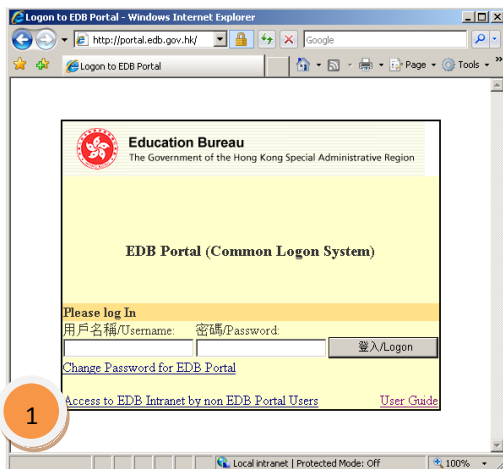 Logon to EDB Portal - Windows Internet Explorer
http://portal.edb.gov.hk/
Google
Logon to EDB Portal
Page
Tools
Education Bureau
The Government of the Hong Kong Special Administrative Region
EDB Portal (Common Logon System)
Please log In
用戶名稱/Username: 密碼/Password:
登入/Logon
Change Password for EDB Portal
Access to EDB Intranet by non EDB Portal Users User Guide
1
Local intranet | Protected Mode: Off 100%